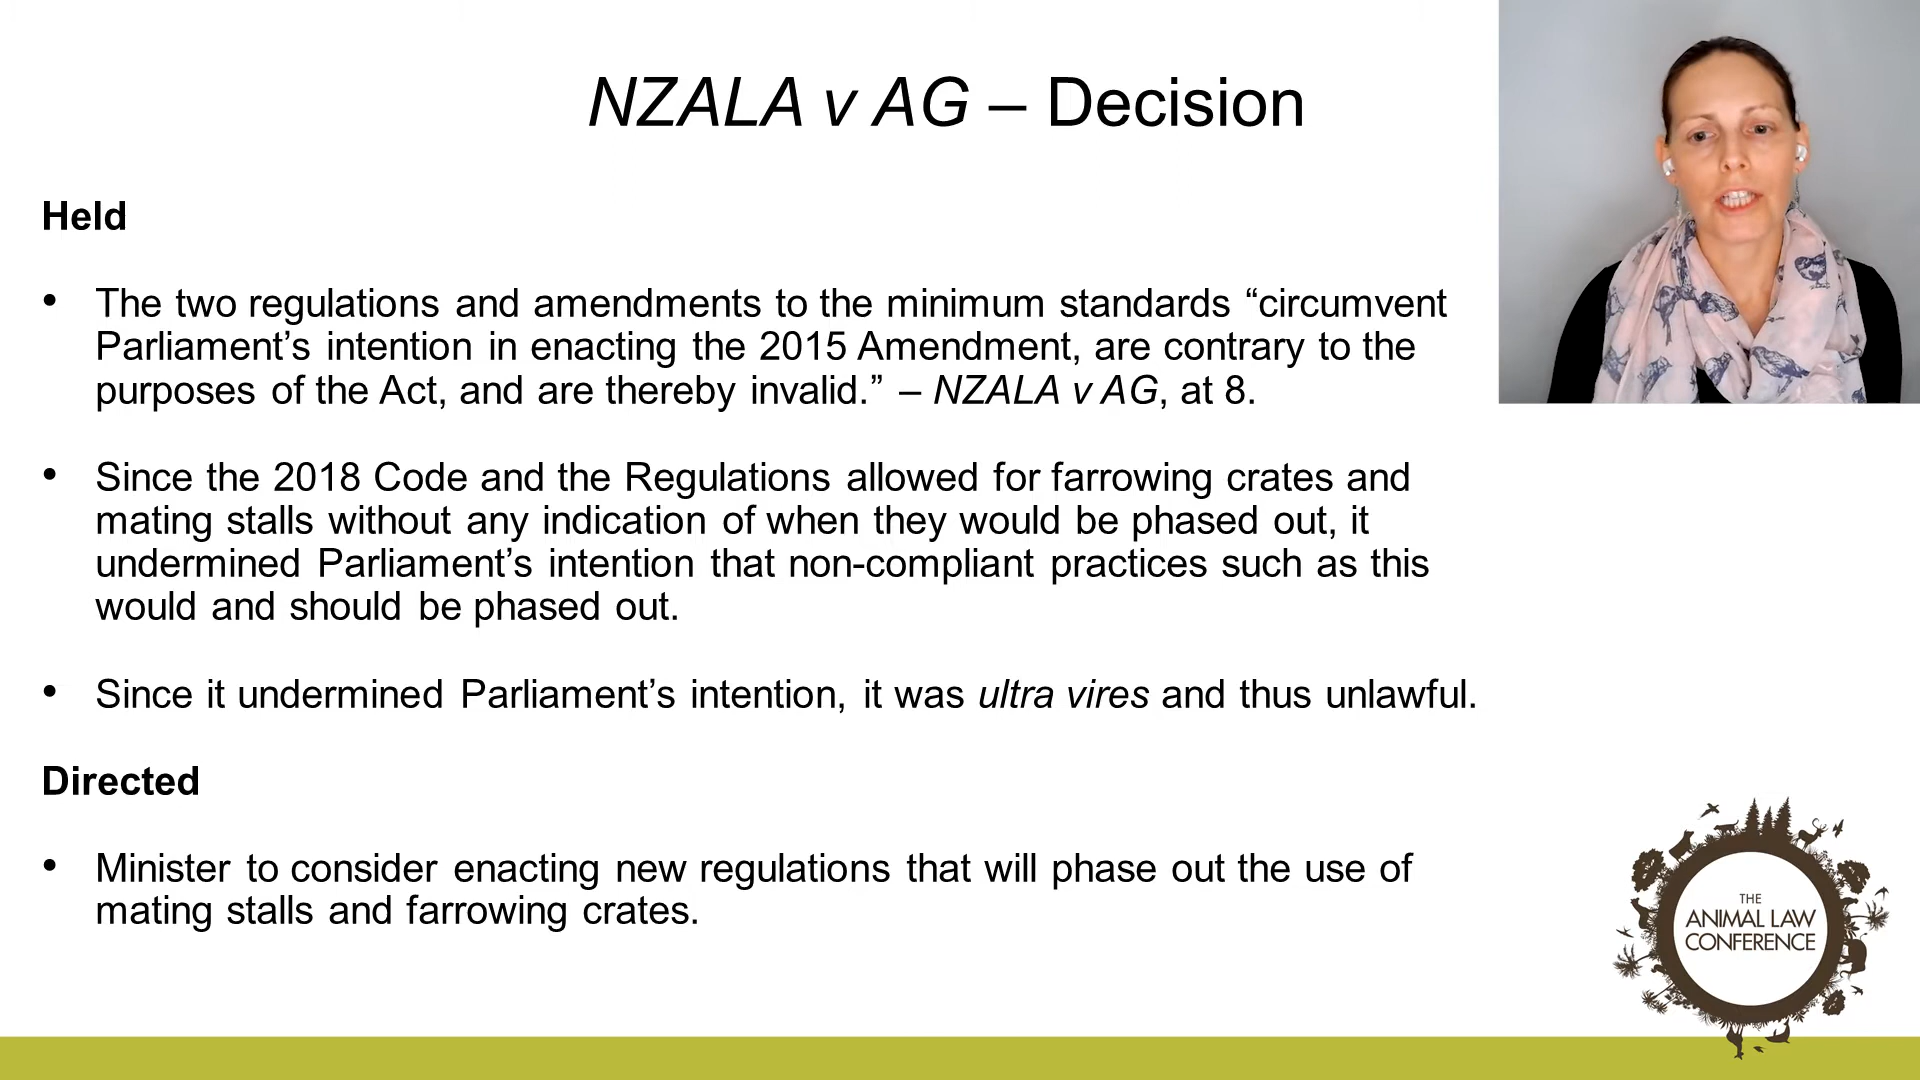 NZALA v AG – Decision
Held
• The two regulations and amendments to the minimum standards “circumvent
Parliament’s intention in enacting the 2015 Amendment, are contrary to the
purposes of the Act, and are thereby invalid.” – NZALA v AG, at 8.
• Since the 2018 Code and the Regulations allowed for farrowing crates and
mating stalls without any indication of when they would be phased out, it
undermined Parliament’s intention that non-compliant practices such as this
would and should be phased out.
• Since it undermined Parliament’s intention, it was ultra vires and thus unlawful.
Directed
• Minister to consider enacting new regulations that will phase out the use of
mating stalls and farrowing crates.
THE
ANIMAL LAW
CONFERENCE